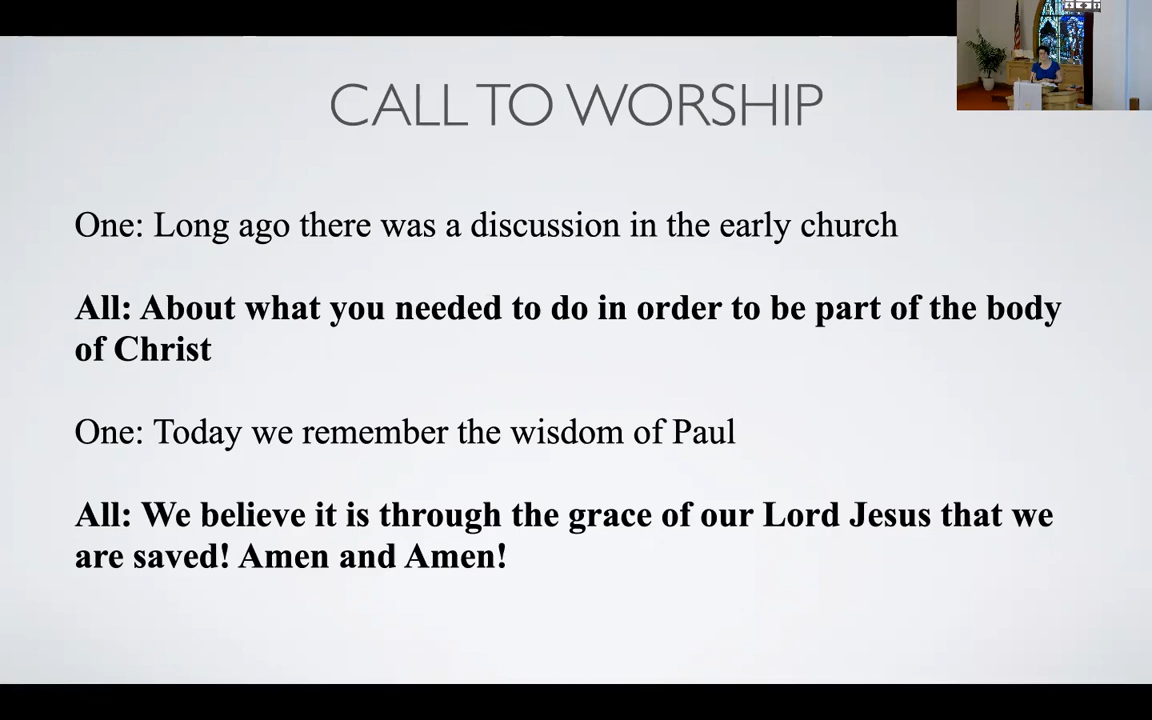 CALL TO WORSHIP
One: Long ago there was a discussion in the early church
All: About what you needed to do in order to be part of the body
of Christ
One: Today we remember the wisdom of Paul
All: We believe it is through the grace of our Lord Jesus that we
are saved! Amen and Amen!